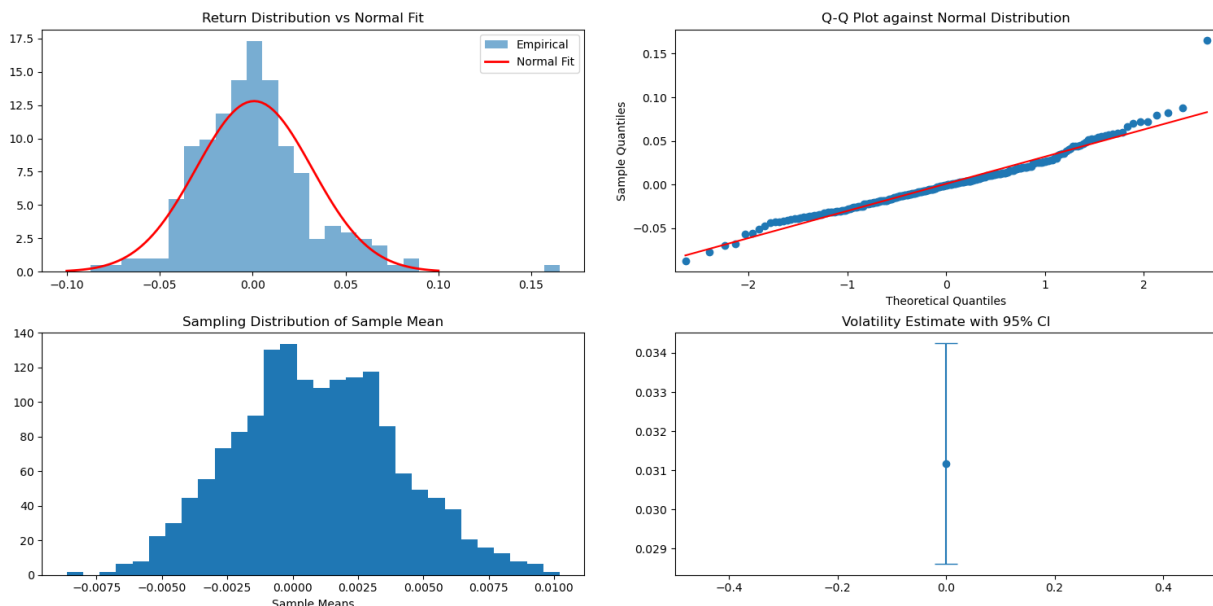 Return Distribution vs Normal Fit
17.5
15.0
12.5
10.0
7.5
5.0
2.5
0.0
Empirical
Normal Fit
−0.10 −0.05 0.00 0.05 0.10 0.15
Q-Q Plot against Normal Distribution
Sample Quantiles
0.15
0.10
0.05
0.00
−0.05
−2 −1 0 1 2
Theoretical Quantiles
Sampling Distribution of Sample Mean
140
120
100
80
60
40
20
0
−0.0075 −0.0050 −0.0025 0.0000 0.0025 0.0050 0.0075 0.0100
Sample Means
Volatility Estimate with 95% CI
0.034
0.033
0.032
0.031
0.030
0.029
−0.4 −0.2 0.0 0.2 0.4